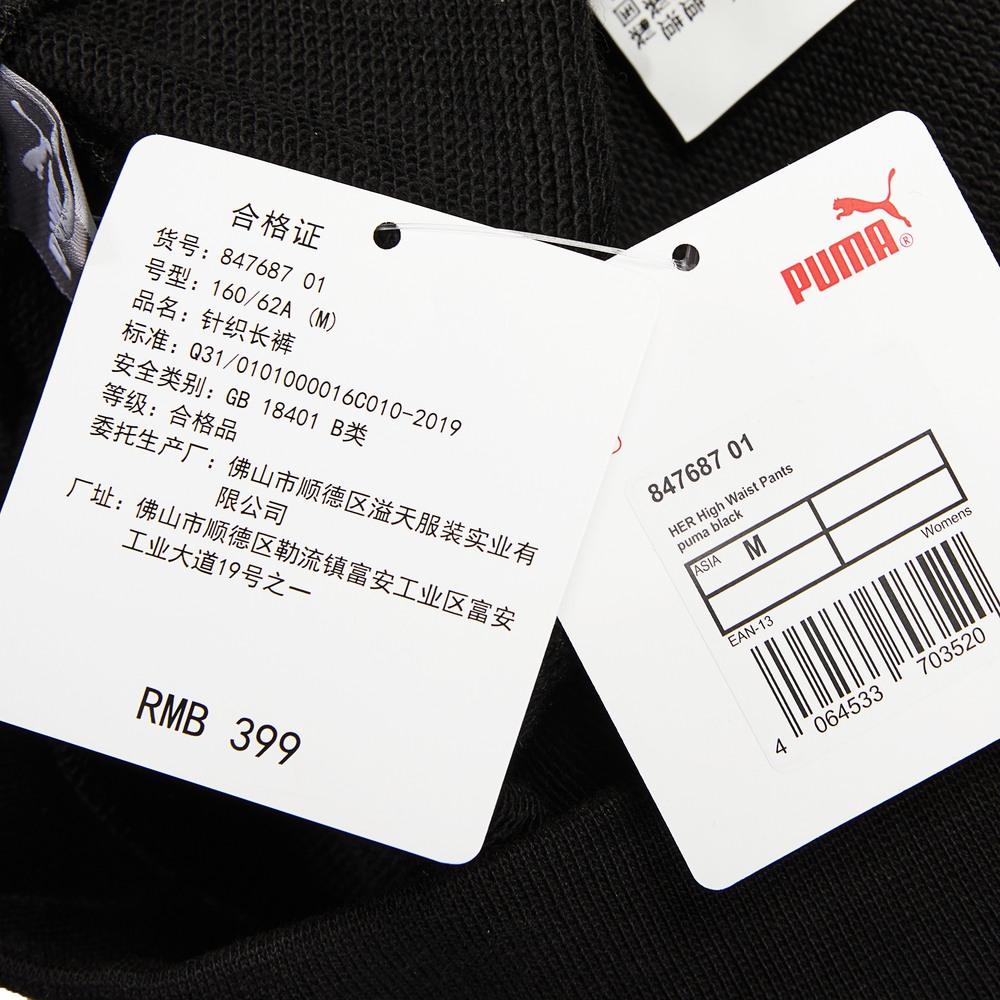 合格证
货号: 847687 01
号型: 160/62A (M)
品名: 针织长裤
标准: Q31/0101000016C010-2019
安全类别: GB 18401 B类
等级: 合格品
委托生产厂: 佛山市顺德区溢天服装实业有
限公司
厂址: 佛山市顺德区勒流镇富安工业区富安
工业大道19号之一
RMB 399
PUMA®
847687 01
HER High Waist Pants
puma black
ASIA M
Womens
EAN-13
4 064533 703520